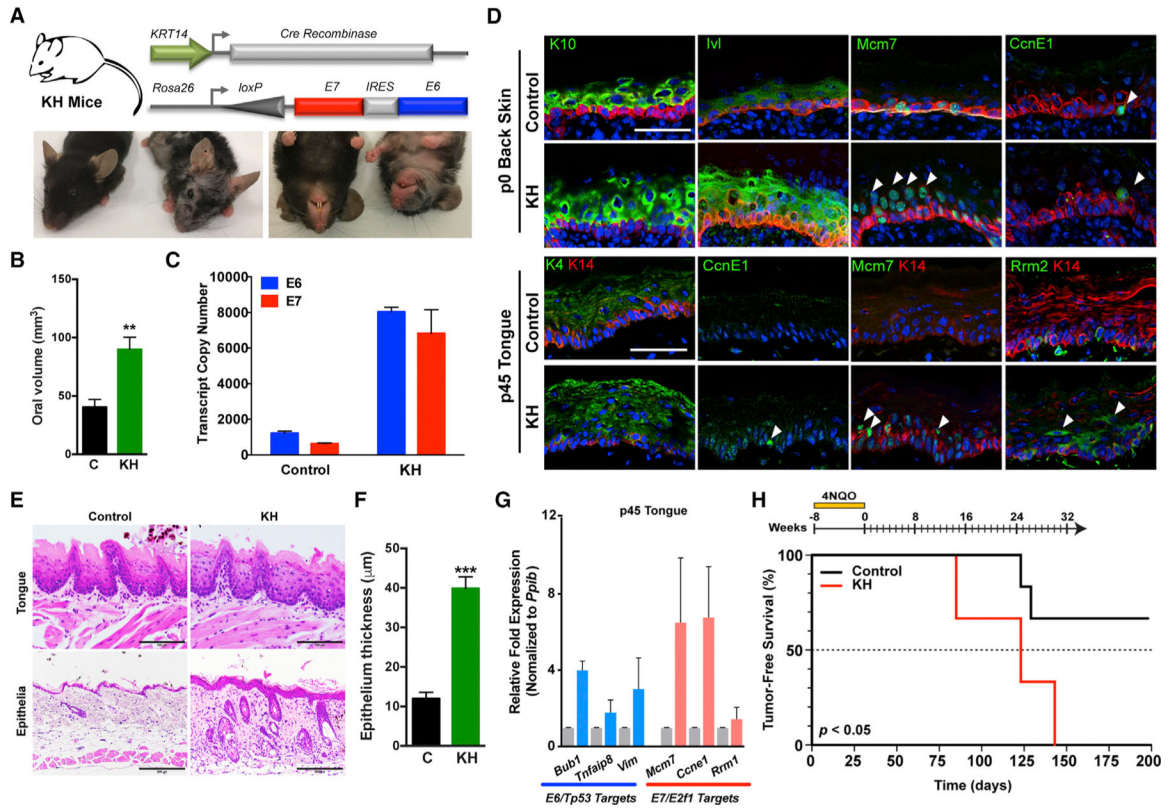 A
KRT14
Cre Recombinase
KH Mice
Rosa26
loxP
E7
IRES
E6
B
Oral volume (mm³)
150
100
50
0
**
C
KH
C
Transcript Copy Number
10000
8000
6000
4000
2000
0
E6
E7
Control
KH
D
p0 Back Skin
Control
KH
K10
Ivl
Mcm7
CcnE1
p45 Tongue
Control
KH
K4 K14
CcnE1
Mcm7 K14
Rrm2 K14
E
Control
KH
Tongue
Epithelia
F
Epithelium thickness (μm)
50
40
30
20
10
0
***
C
KH
G
p45 Tongue
Relative Fold Expression
(Nomalized to Ppib)
12
8
4
0
Bub1
Tnfaip8
Vim
Mcm7
Ccne1
Rrm1
E6/Tp53 Targets
E7/E2f1 Targets
H
4NQO
-8 0 4 8 12 16 20 24 28 32
Weeks
Tumor-Free Survival (%)
100
50
0
Control
KH
p < 0.05
0 25 50 75 100 125 150 175 200
Time (days)